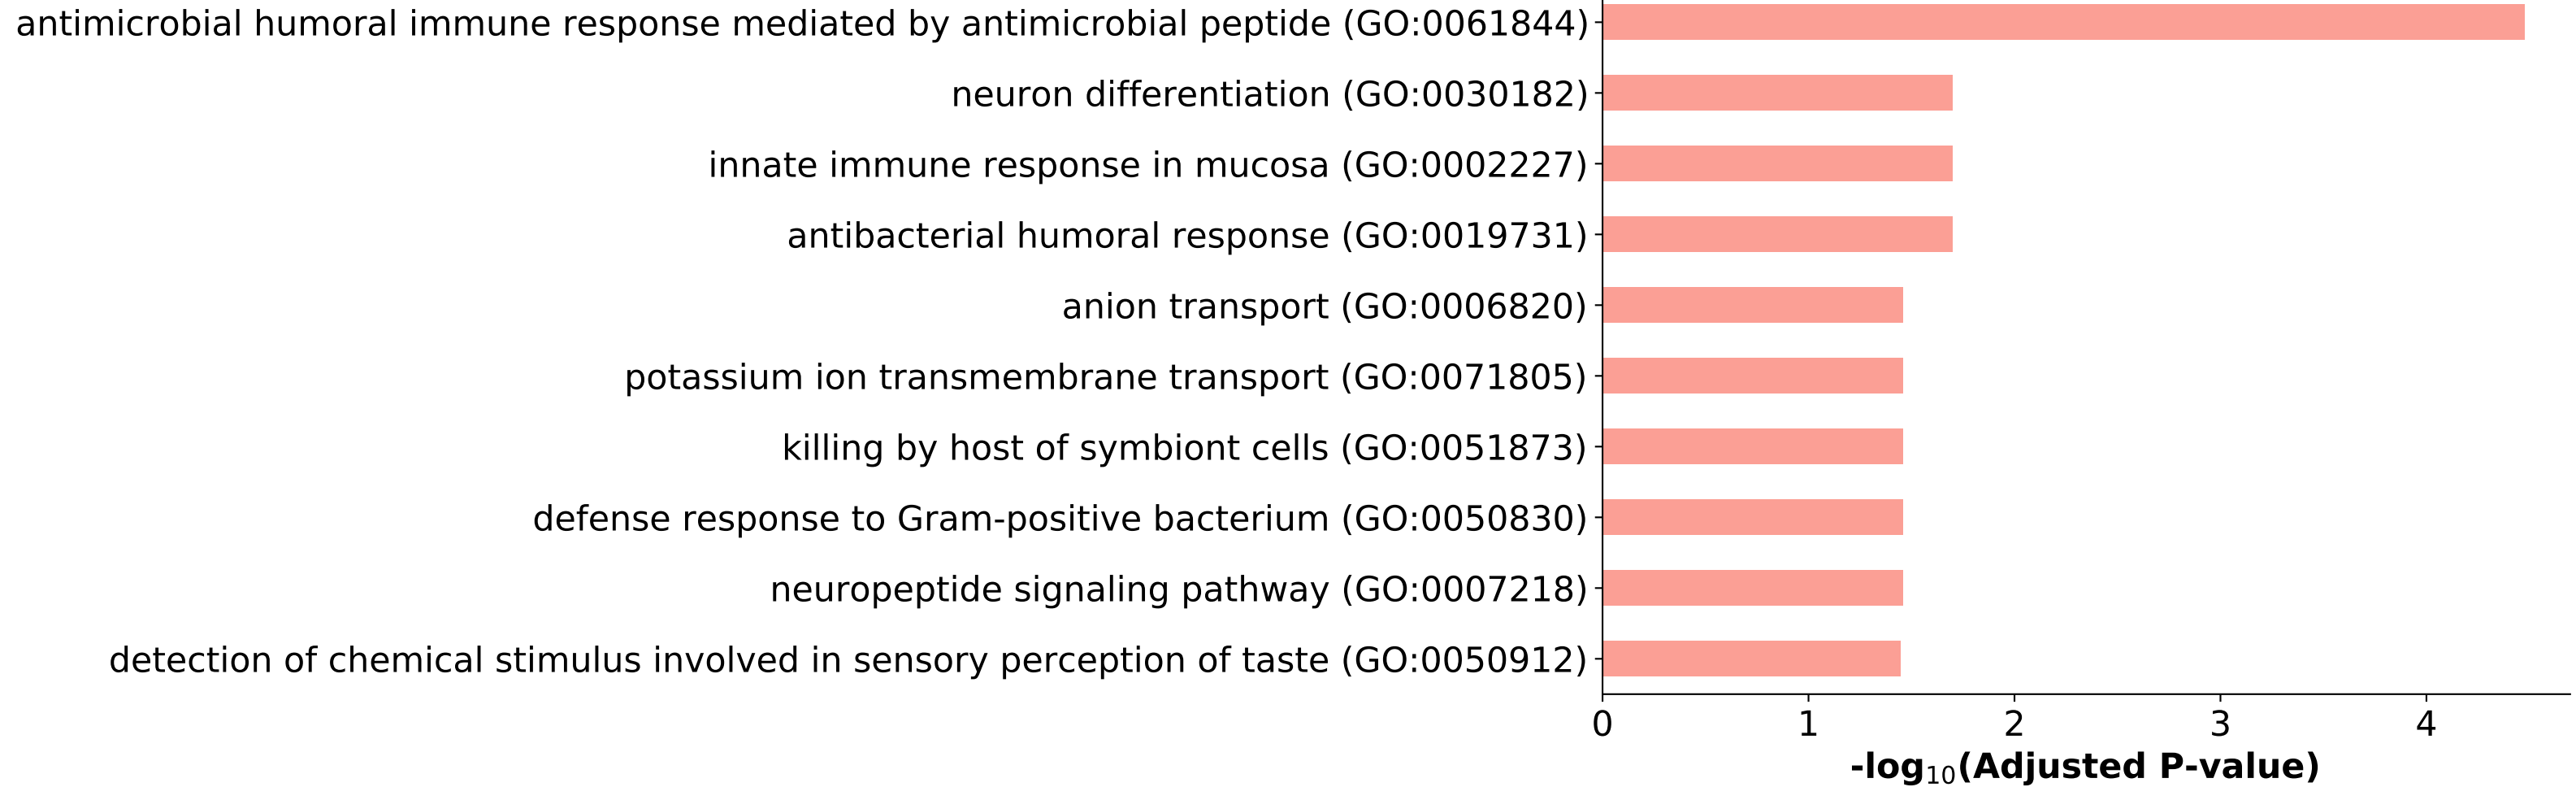 antimicrobial humoral immune response mediated by antimicrobial peptide (GO:0061844)
neuron differentiation (GO:0030182)
innate immune response in mucosa (GO:0002227)
antibacterial humoral response (GO:0019731)
anion transport (GO:0006820)
potassium ion transmembrane transport (GO:0071805)
killing by host of symbiont cells (GO:0051873)
defense response to Gram-positive bacterium (GO:0050830)
neuropeptide signaling pathway (GO:0007218)
detection of chemical stimulus involved in sensory perception of taste (GO:0050912)
0 1 2 3 4
-log₁₀(Adjusted P-value)